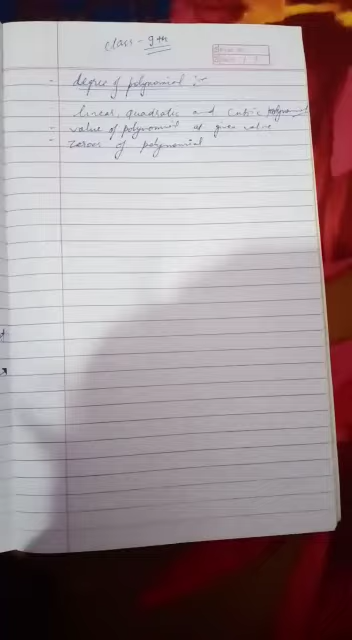 class - 9th
- degree of polynomial :-
linear, quadratic and Cubic polynomial
- value of polynomial at given value
- zeroes of polynomial